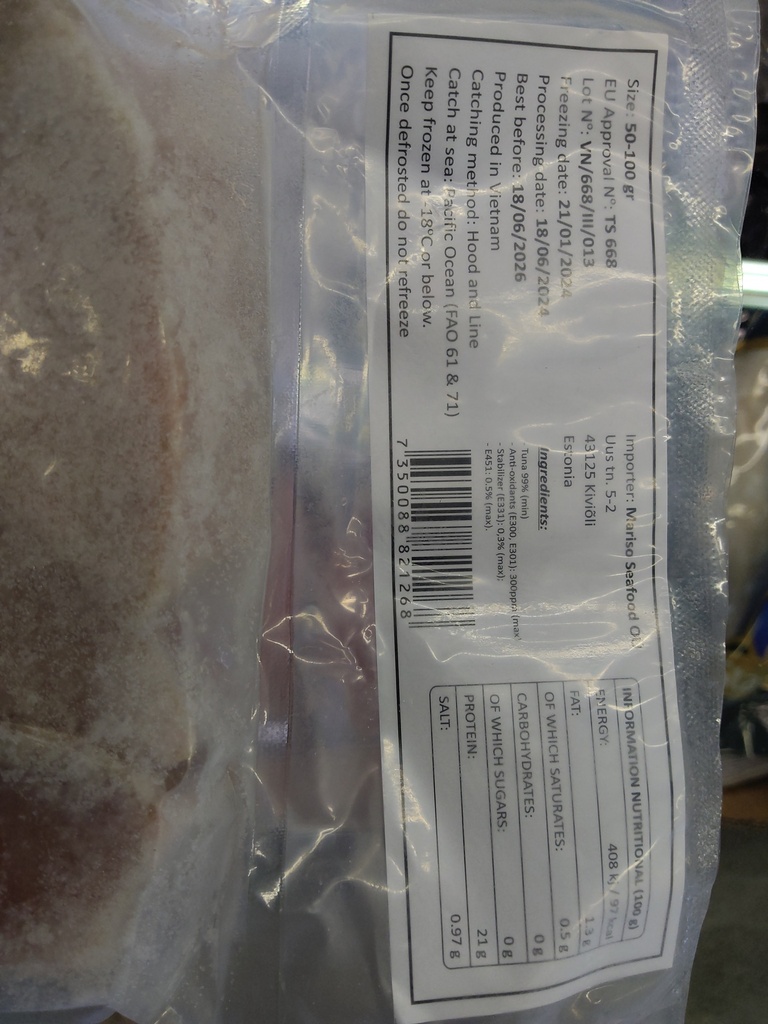 Size: 50-100 gr
EU Approval N°: TS 668
Lot N°: VN/668/III/013
Freezing date: 21/01/2024
Processing date: 18/06/2024
Best before: 18/06/2026
Produced in Vietnam
Catching method: Hood and Line
Catch at sea: Pacific Ocean (FAO 61 & 71)
Keep frozen at -18°C or below.
Once defrosted do not refreeze
Importer: Mariso Seafood OÜ
Uus tn. 5-2
43125 Kiviõli
Estonia
Ingredients:
Tuna 99% (min)
- Anti-oxidants (E300, E301): 300ppm (max
- Stabilizer (E331): 0,3% (max);
- E451: 0.5% (max).
7 350088 821268
INFORMATION NUTRITIONAL (100 g)
ENERGY: 408 kj / 97 kcal
FAT: 1.3 g
OF WHICH SATURATES: 0.5 g
CARBOHYDRATES: 0 g
OF WHICH SUGARS: 0 g
PROTEIN: 21 g
SALT: 0.97 g